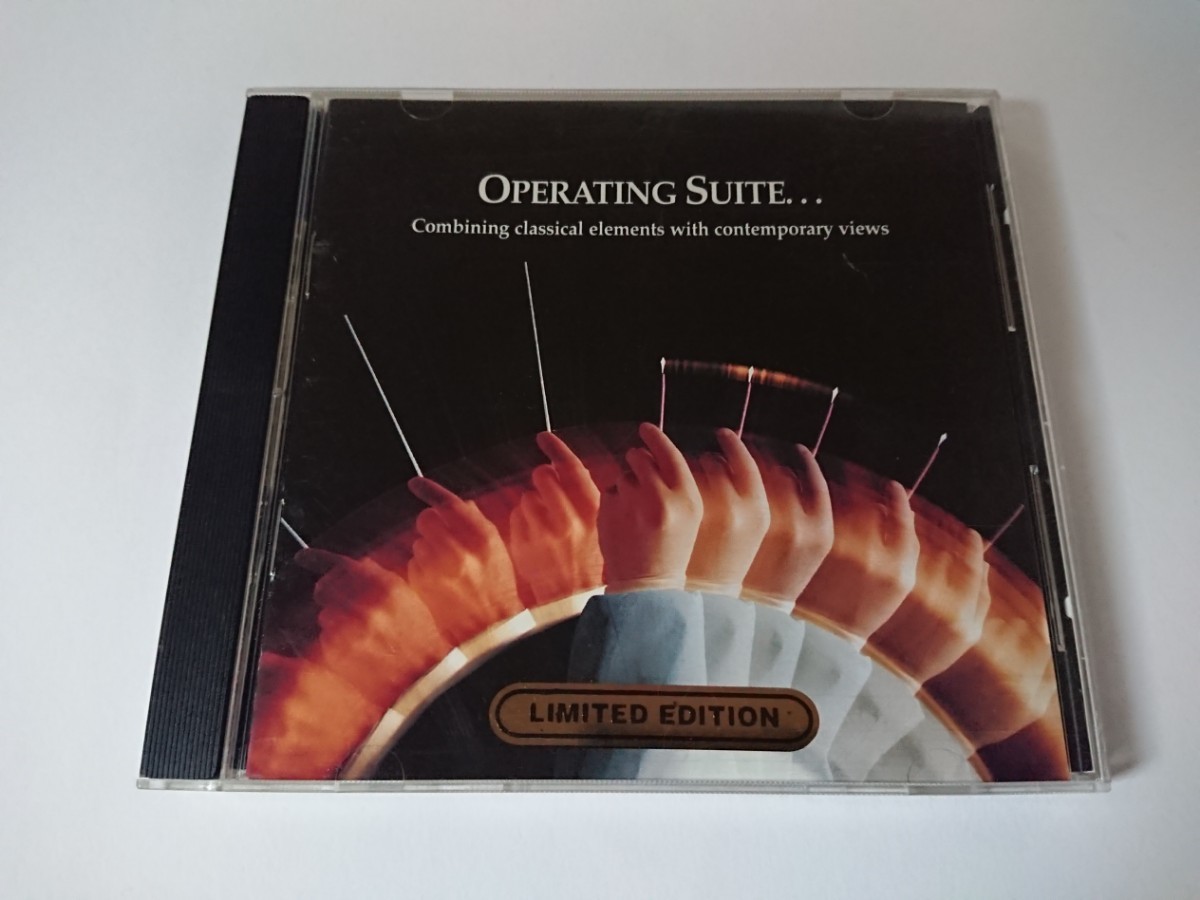 OPERATING SUITE...
Combining classical elements with contemporary views
LIMITED EDITION